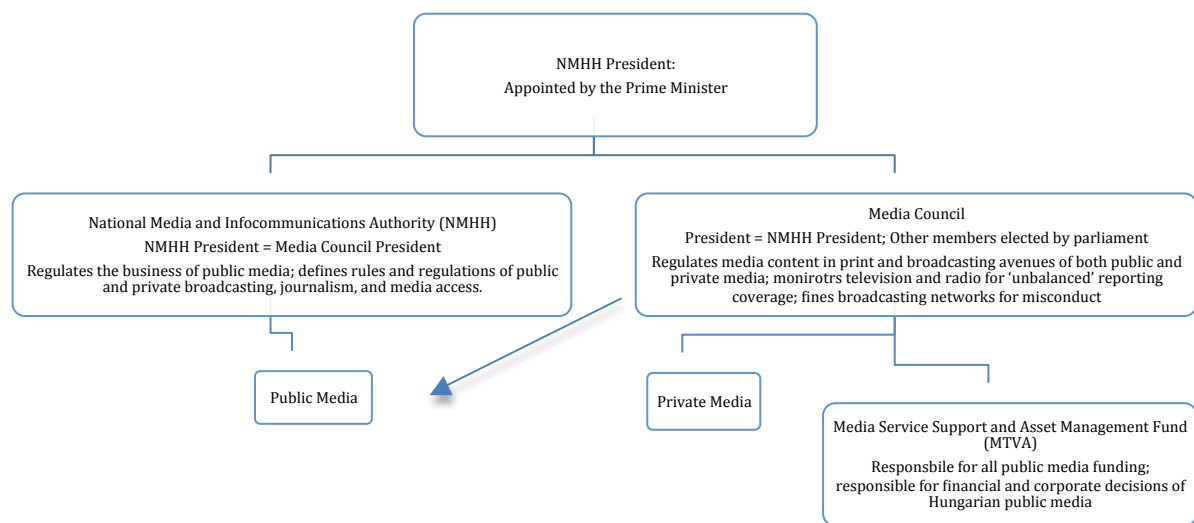 NMHH President:
Appointed by the Prime Minister
National Media and Infocommunications Authority (NMHH)
NMHH President = Media Council President
Regulates the business of public media; defines rules and regulations of public
and private broadcasting, journalism, and media access.
Media Council
President = NMHH President; Other members elected by parliament
Regulates media content in print and broadcasting avenues of both public and
private media; monirotrs television and radio for ‘unbalanced’ reporting
coverage; fines broadcasting networks for misconduct
Public Media
Private Media
Media Service Support and Asset Management Fund
(MTVA)
Responsbile for all public media funding;
responsible for financial and corporate decisions of
Hungarian public media